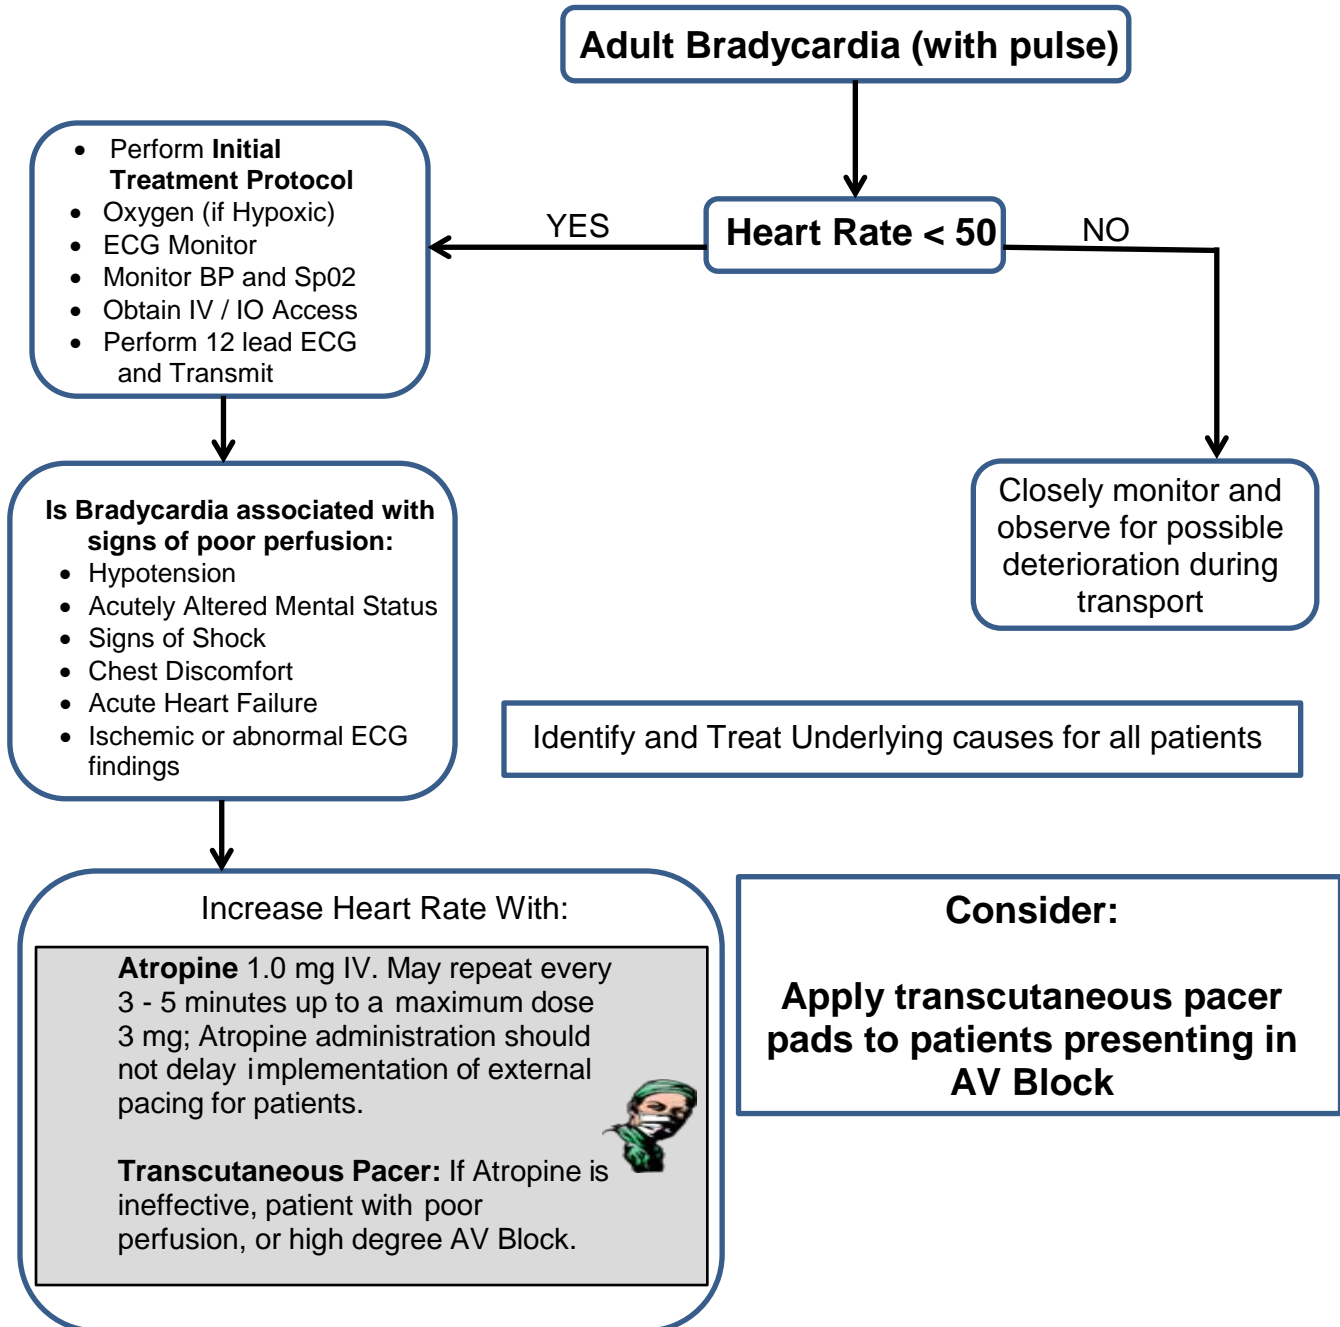 Adult Bradycardia (with pulse)
Heart Rate < 50
YES
NO
• Perform Initial
Treatment Protocol
• Oxygen (if Hypoxic)
• ECG Monitor
• Monitor BP and Sp02
• Obtain IV / IO Access
• Perform 12 lead ECG
and Transmit
Closely monitor and
observe for possible
deterioration during
transport
Is Bradycardia associated with
signs of poor perfusion:
• Hypotension
• Acutely Altered Mental Status
• Signs of Shock
• Chest Discomfort
• Acute Heart Failure
• Ischemic or abnormal ECG
findings
Identify and Treat Underlying causes for all patients
Increase Heart Rate With:
Atropine 1.0 mg IV. May repeat every
3 - 5 minutes up to a maximum dose
3 mg; Atropine administration should
not delay implementation of external
pacing for patients.
Transcutaneous Pacer: If Atropine is
ineffective, patient with poor
perfusion, or high degree AV Block.
Consider:
Apply transcutaneous pacer
pads to patients presenting in
AV Block